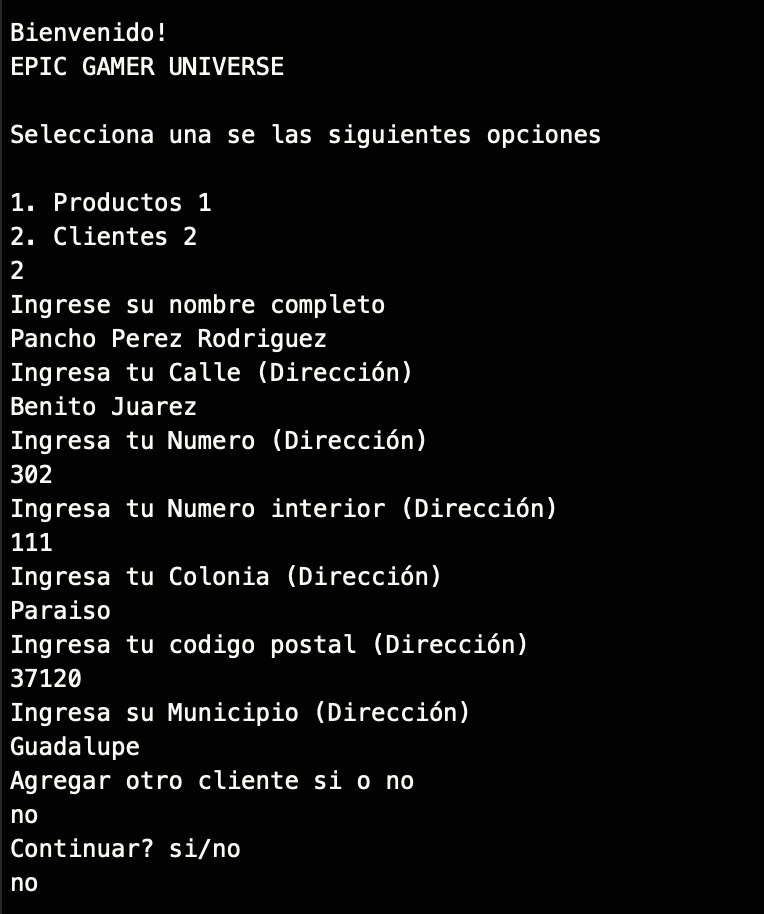 Bienvenido!
EPIC GAMER UNIVERSE
Selecciona una se las siguientes opciones
1. Productos 1
2. Clientes 2
2
Ingrese su nombre completo
Pancho Perez Rodriguez
Ingresa tu Calle (Dirección)
Benito Juarez
Ingresa tu Numero (Dirección)
302
Ingresa tu Numero interior (Dirección)
111
Ingresa tu Colonia (Dirección)
Paraiso
Ingresa tu codigo postal (Dirección)
37120
Ingresa su Municipio (Dirección)
Guadalupe
Agregar otro cliente si o no
no
Continuar? si/no
no